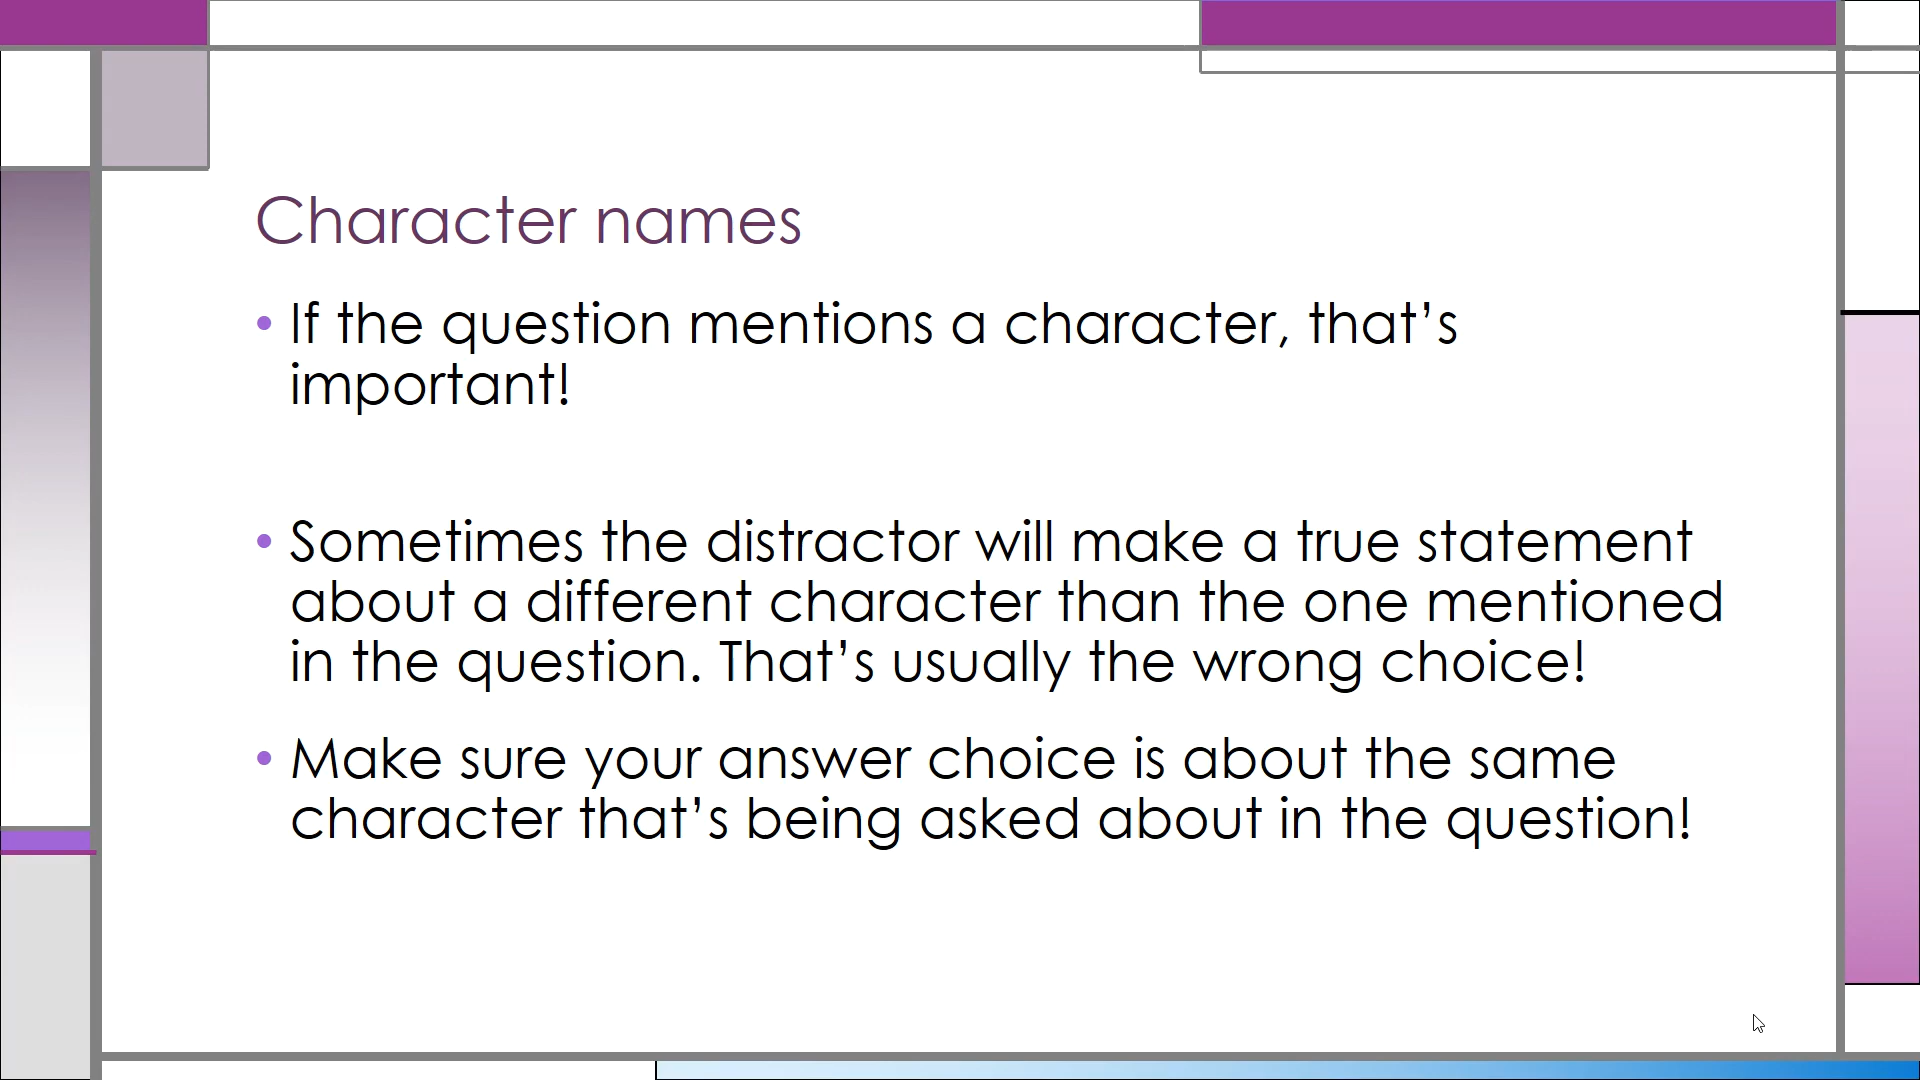 Character names
• If the question mentions a character, that’s
important!
• Sometimes the distractor will make a true statement
about a different character than the one mentioned
in the question. That’s usually the wrong choice!
• Make sure your answer choice is about the same
character that’s being asked about in the question!